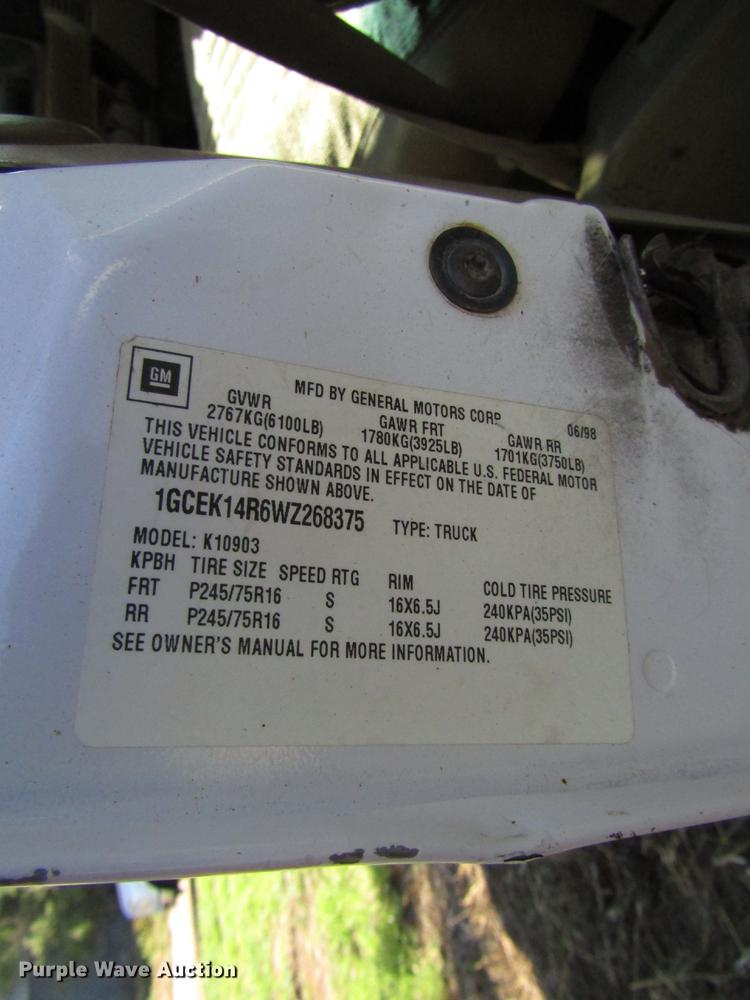 GM
MFD BY GENERAL MOTORS CORP 06/98
GVWR GAWR FRT GAWR RR
2767KG(6100LB) 1780KG(3925LB) 1701KG(3750LB)
THIS VEHICLE CONFORMS TO ALL APPLICABLE U.S. FEDERAL MOTOR
VEHICLE SAFETY STANDARDS IN EFFECT ON THE DATE OF
MANUFACTURE SHOWN ABOVE.
1GCEK14R6WZ268375 TYPE: TRUCK
MODEL: K10903
KPBH TIRE SIZE SPEED RTG RIM COLD TIRE PRESSURE
FRT P245/75R16 S 16X6.5J 240KPA(35PSI)
RR P245/75R16 S 16X6.5J 240KPA(35PSI)
SEE OWNER'S MANUAL FOR MORE INFORMATION.
Purple Wave Auction